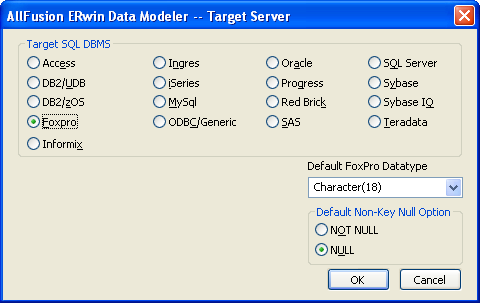 AllFusion ERwin Data Modeler -- Target Server
Target SQL DBMS
Access Ingres Oracle SQL Server
DB2/UDB iSeries Progress Sybase
DB2/zOS MySql Red Brick Sybase IQ
Foxpro ODBC/Generic SAS Teradata
Informix
Default FoxPro Datatype
Character(18)
Default Non-Key Null Option
NOT NULL
NULL
OK Cancel